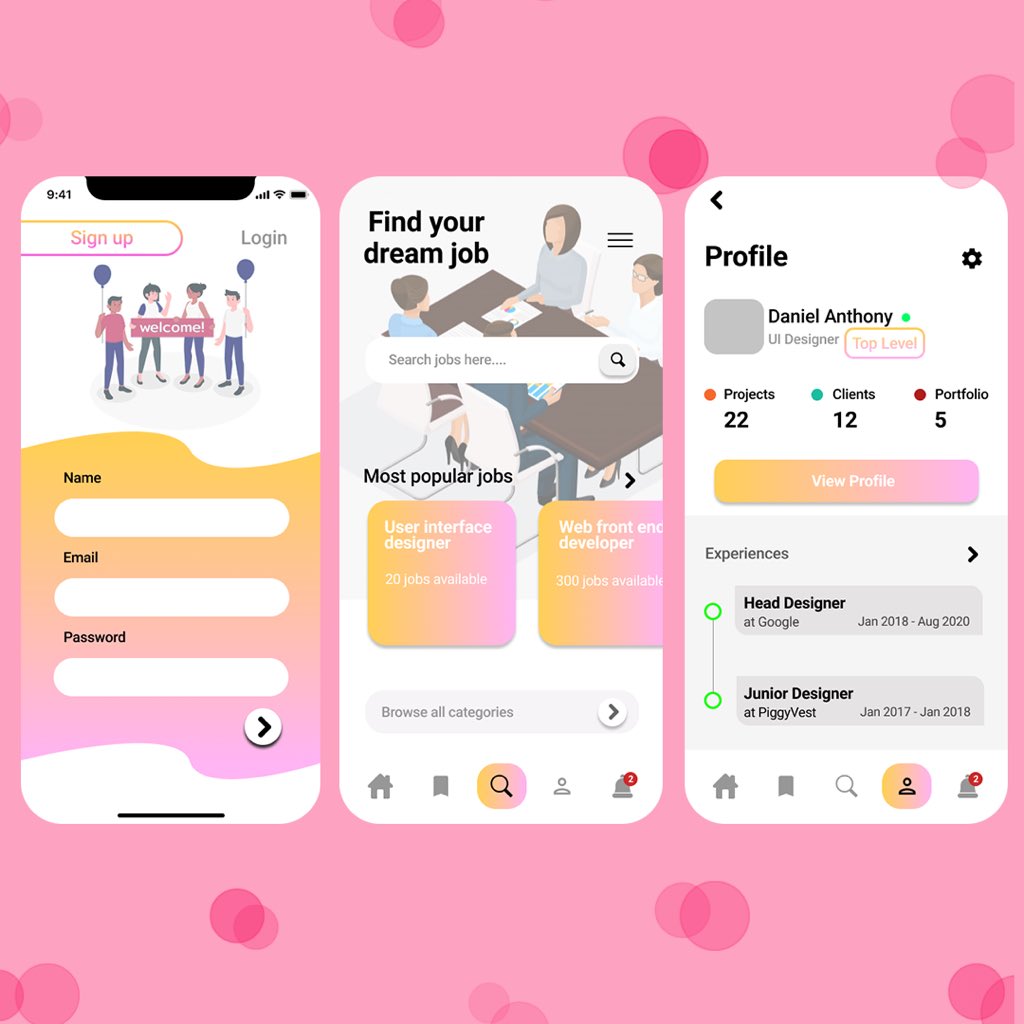 9:41
Sign up
Login
welcome!
Name
Email
Password
Find your
dream job
Search jobs here....
Most popular jobs
User interface
designer
20 jobs available
Web front end
developer
300 jobs available
Browse all categories
2
Profile
Daniel Anthony
UI Designer
Top Level
Projects
22
Clients
12
Portfolio
5
View Profile
Experiences
Head Designer
at Google
Jan 2018 - Aug 2020
Junior Designer
at PiggyVest
Jan 2017 - Jan 2018
2